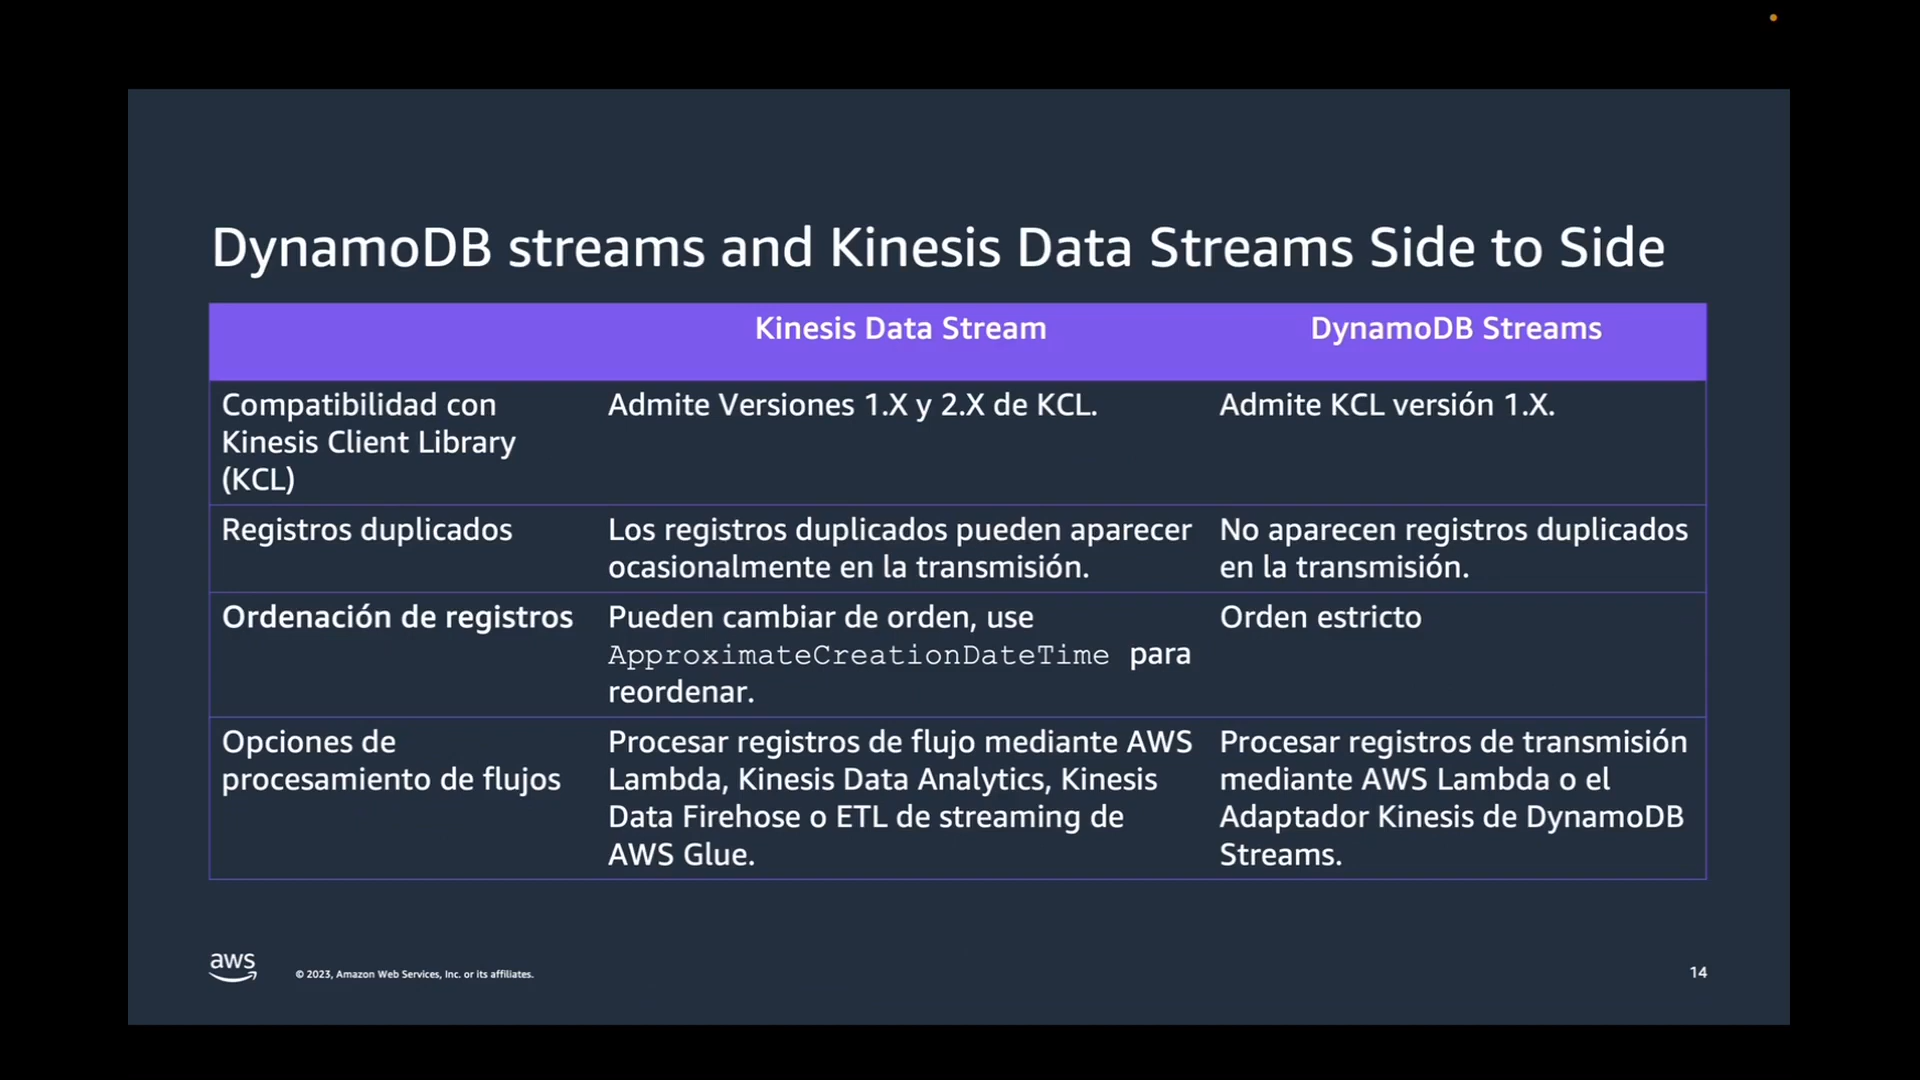 DynamoDB streams and Kinesis Data Streams Side to Side
Kinesis Data Stream
DynamoDB Streams
Compatibilidad con
Kinesis Client Library
(KCL)
Admite Versiones 1.X y 2.X de KCL.
Admite KCL versión 1.X.
Registros duplicados
Los registros duplicados pueden aparecer
ocasionalmente en la transmisión.
No aparecen registros duplicados
en la transmisión.
Ordenación de registros
Pueden cambiar de orden, use
ApproximateCreationDateTime para
reordenar.
Orden estricto
Opciones de
procesamiento de flujos
Procesar registros de flujo mediante AWS
Lambda, Kinesis Data Analytics, Kinesis
Data Firehose o ETL de streaming de
AWS Glue.
Procesar registros de transmisión
mediante AWS Lambda o el
Adaptador Kinesis de DynamoDB
Streams.
aws
© 2023, Amazon Web Services, Inc. or its affiliates.
14